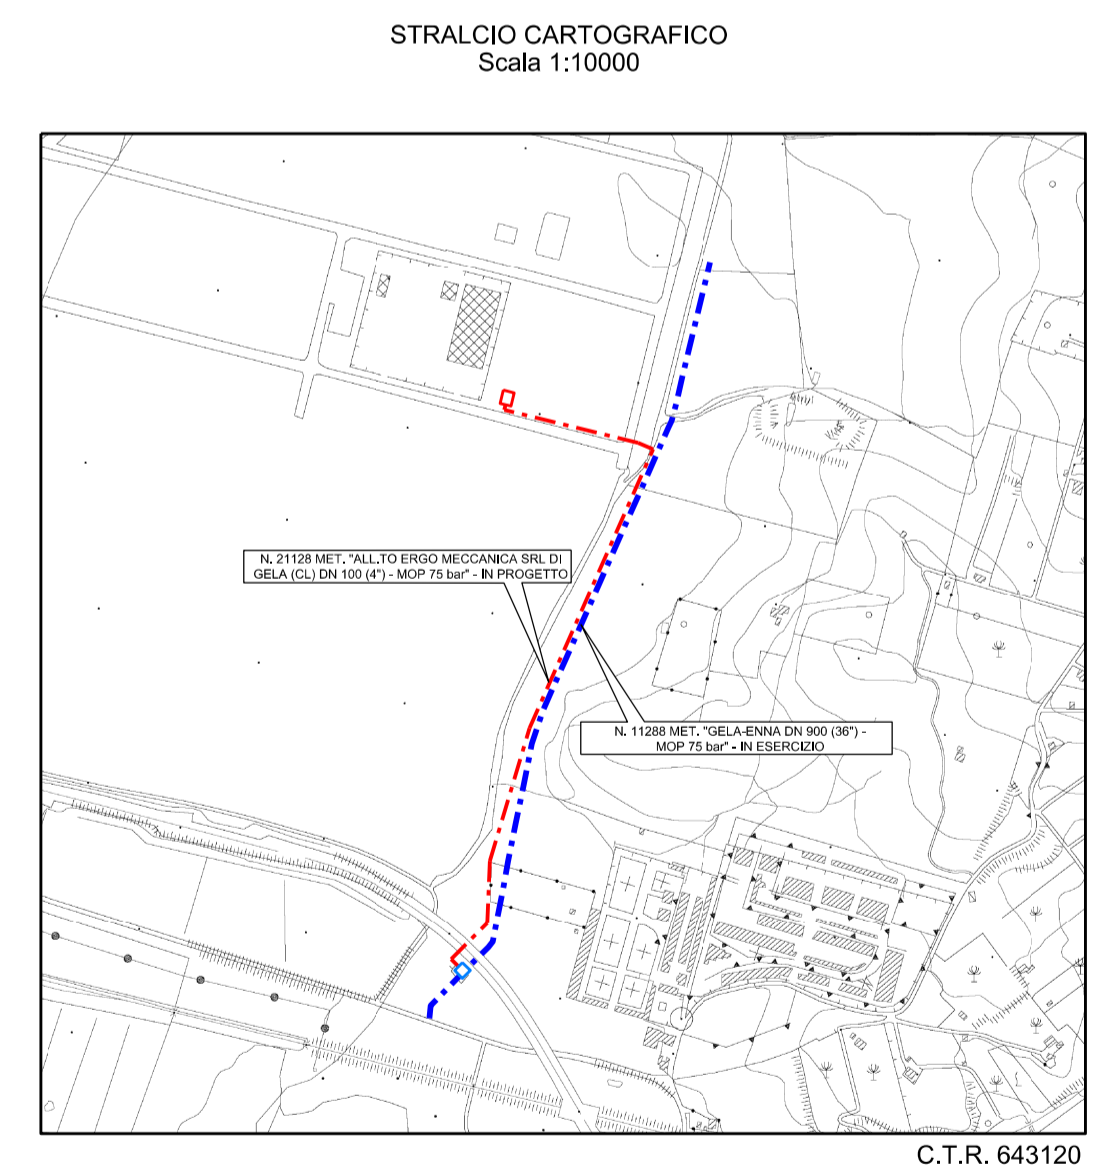 STRALCIO CARTOGRAFICO
Scala 1:10000
N. 21128 MET. "ALL.TO ERGO MECCANICA SRL DI
GELA (CL) DN 100 (4") - MOP 75 bar" - IN PROGETTO
N. 11288 MET. "GELA-ENNA DN 900 (36") -
MOP 75 bar" - IN ESERCIZIO
C.T.R. 643120